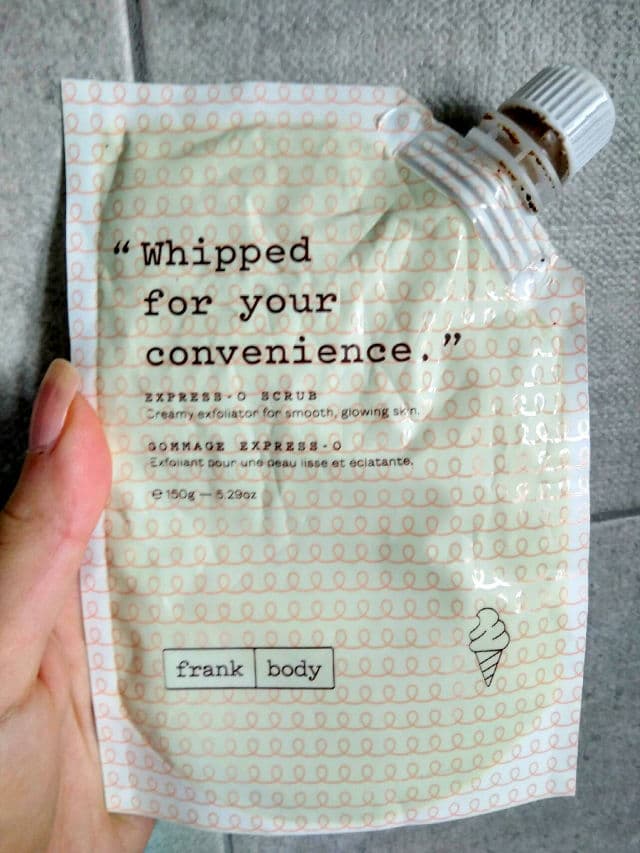 “Whipped
for your
convenience.”
EXPRESS-O SCRUB
Creamy exfoliator for smooth, glowing skin.
GOMMAGE EXPRESS-O
Exfoliant pour une peau lisse et éclatante.
℮ 150g — 5.29oz
frank body